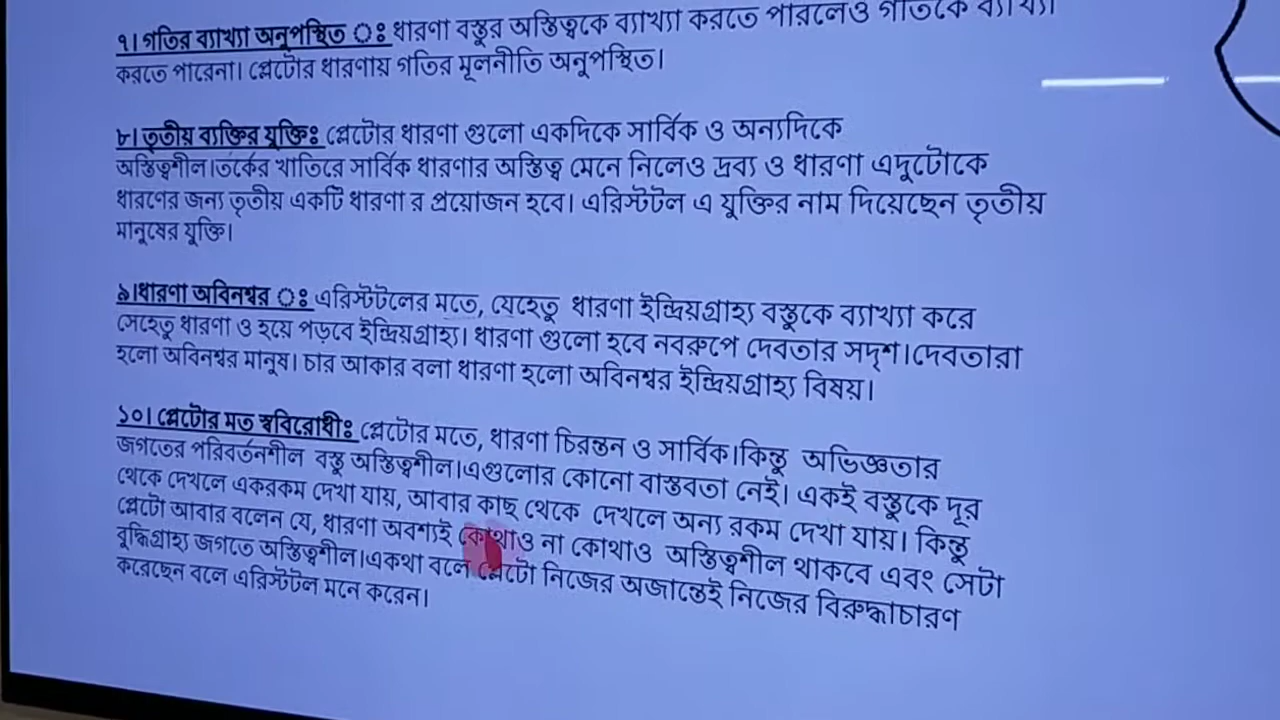 ৭। গতির ব্যাখ্যা অনুপস্থিত ঃ ধারণা বস্তুর অস্তিত্বকে ব্যাখ্যা করতে পারলেও গতিকে ব্যাখ্যা
করতে পারেনা। প্লেটোর ধারণায় গতির মূলনীতি অনুপস্থিত।
৮। তৃতীয় ব্যক্তির যুক্তিঃ প্লেটোর ধারণা গুলো একদিকে সার্বিক ও অন্যদিকে
অস্তিত্বশীল।তর্কের খাতিরে সার্বিক ধারণার অস্তিত্ব মেনে নিলেও দ্রব্য ও ধারণা এদুটোকে
ধারণের জন্য তৃতীয় একটি ধারণা র প্রয়োজন হবে। এরিস্টটল এ যুক্তির নাম দিয়েছেন তৃতীয়
মানুষের যুক্তি।
৯।ধারণা অবিনশ্বর ঃ এরিস্টটলের মতে, যেহেতু ধারণা ইন্দ্রিয়গ্রাহ্য বস্তুকে ব্যাখ্যা করে
সেহেতু ধারণা ও হয়ে পড়বে ইন্দ্রিয়গ্রাহ্য। ধারণা গুলো হবে নবরুপে দেবতার সদৃশ।দেবতারা
হলো অবিনশ্বর মানুষ। চার আকার বলা ধারণা হলো অবিনশ্বর ইন্দ্রিয়গ্রাহ্য বিষয়।
১০। প্লেটোর মত স্ববিরোধীঃ প্লেটোর মতে, ধারণা চিরন্তন ও সার্বিক।কিন্তু অভিজ্ঞতার
জগতের পরিবর্তনশীল বস্তু অস্তিত্বশীল।এগুলোর কোনো বাস্তবতা নেই। একই বস্তুকে দূর
থেকে দেখলে একরকম দেখা যায়, আবার কাছ থেকে দেখলে অন্য রকম দেখা যায়। কিন্তু
প্লেটো আবার বলেন যে, ধারণা অবশ্যই কোথাও না কোথাও অস্তিত্বশীল থাকবে এবং সেটা
বুদ্ধিগ্রাহ্য জগতে অস্তিত্বশীল।একথা বলে প্লেটো নিজের অজান্তেই নিজের বিরুদ্ধাচারণ
করেছেন বলে এরিস্টটল মনে করেন।